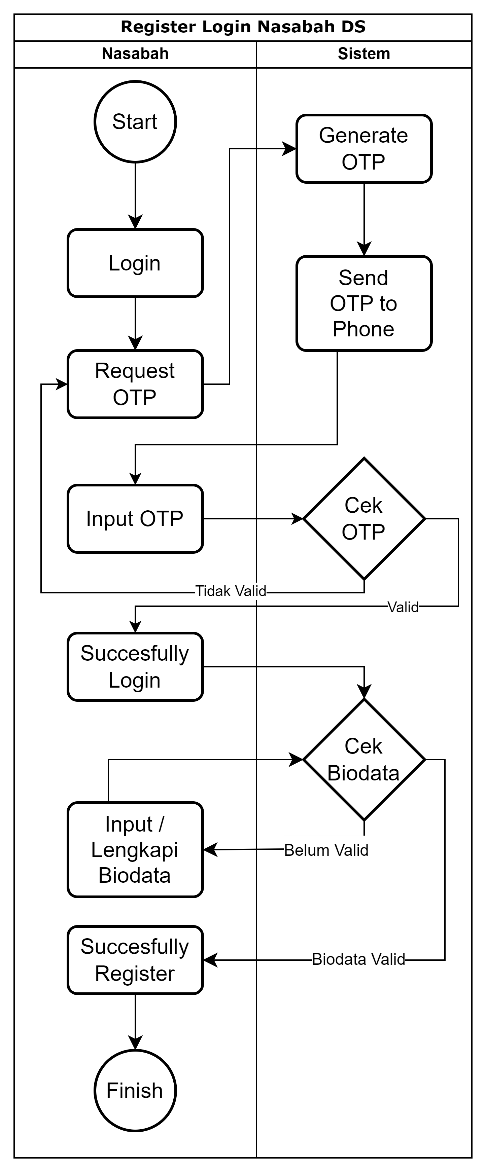 Register Login Nasabah DS
Nasabah
Sistem
Start
Generate
OTP
Login
Send
OTP to
Phone
Request
OTP
Input OTP
Cek
OTP
Tidak Valid
Valid
Succesfully
Login
Cek
Biodata
Input /
Lengkapi
Biodata
Belum Valid
Succesfully
Register
Biodata Valid
Finish